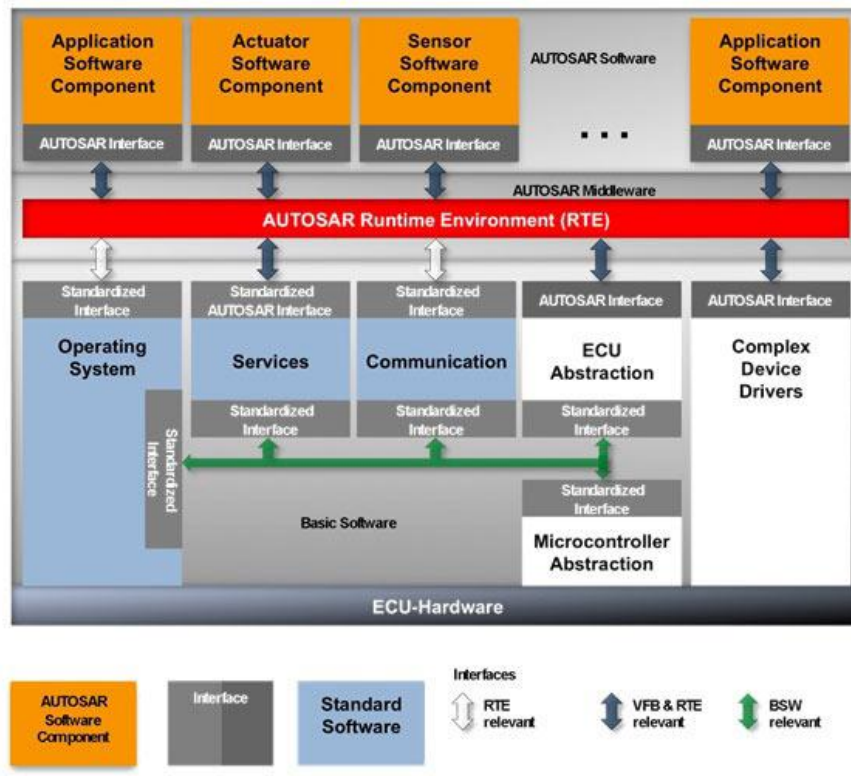 Application
Software
Component
AUTOSAR Interface
Actuator
Software
Component
AUTOSAR Interface
Sensor
Software
Component
AUTOSAR Interface
AUTOSAR Software
. . .
Application
Software
Component
AUTOSAR Interface
AUTOSAR Middleware
AUTOSAR Runtime Environment (RTE)
Standardized
Interface
Operating
System
Standardized
Interface
Standardized
AUTOSAR Interface
Services
Standardized
Interface
Standardized
Interface
Communication
Standardized
Interface
AUTOSAR Interface
ECU
Abstraction
Standardized
Interface
AUTOSAR Interface
Complex
Device
Drivers
Basic Software
Standardized
Interface
Microcontroller
Abstraction
ECU-Hardware
AUTOSAR
Software
Component
Interface
Standard
Software
Interfaces
RTE
relevant
VFB & RTE
relevant
BSW
relevant